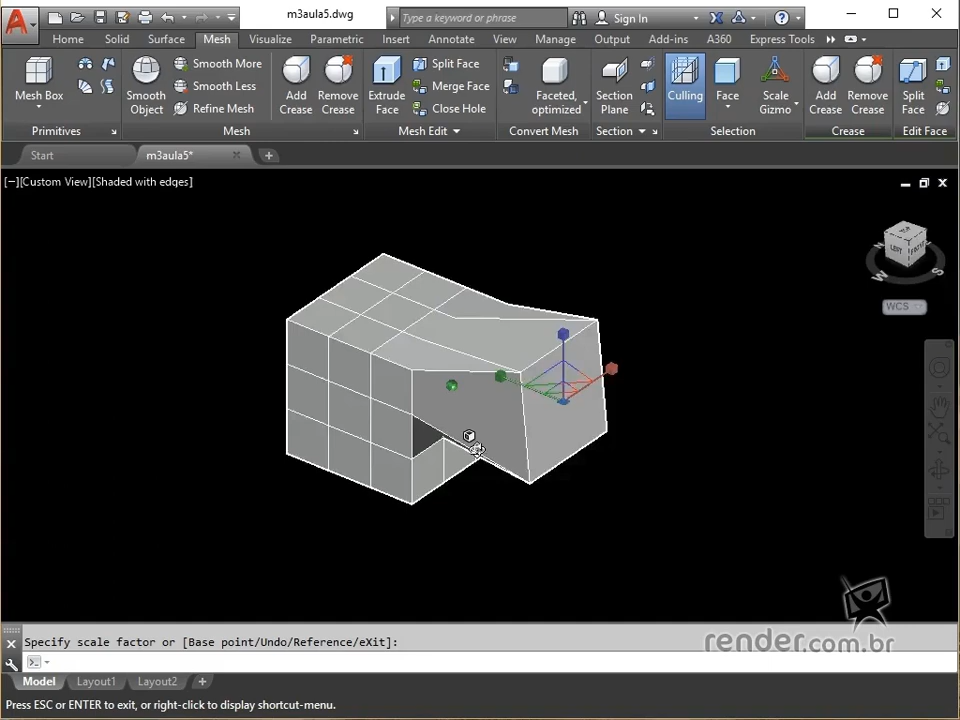 m3aula5.dwg
Type a keyword or phrase
Sign In
Home Solid Surface Mesh Visualize Parametric Insert Annotate View Manage Output Add-ins A360 Express Tools
Mesh Box
Smooth Object
Smooth More
Smooth Less
Refine Mesh
Add Crease
Remove Crease
Extrude Face
Split Face
Merge Face
Close Hole
Faceted, optimized
Section Plane
Culling
Face
Scale Gizmo
Add Crease
Remove Crease
Split Face
Primitives Mesh Mesh Edit Convert Mesh Section Selection Crease Edit Face
Start m3aula5* +
[−][Custom View][Shaded with edges]
W S
WCS
render.com.br
Specify scale factor or [Base point/Undo/Reference/eXit]:
Model Layout1 Layout2 +
Press ESC or ENTER to exit, or right-click to display shortcut-menu.